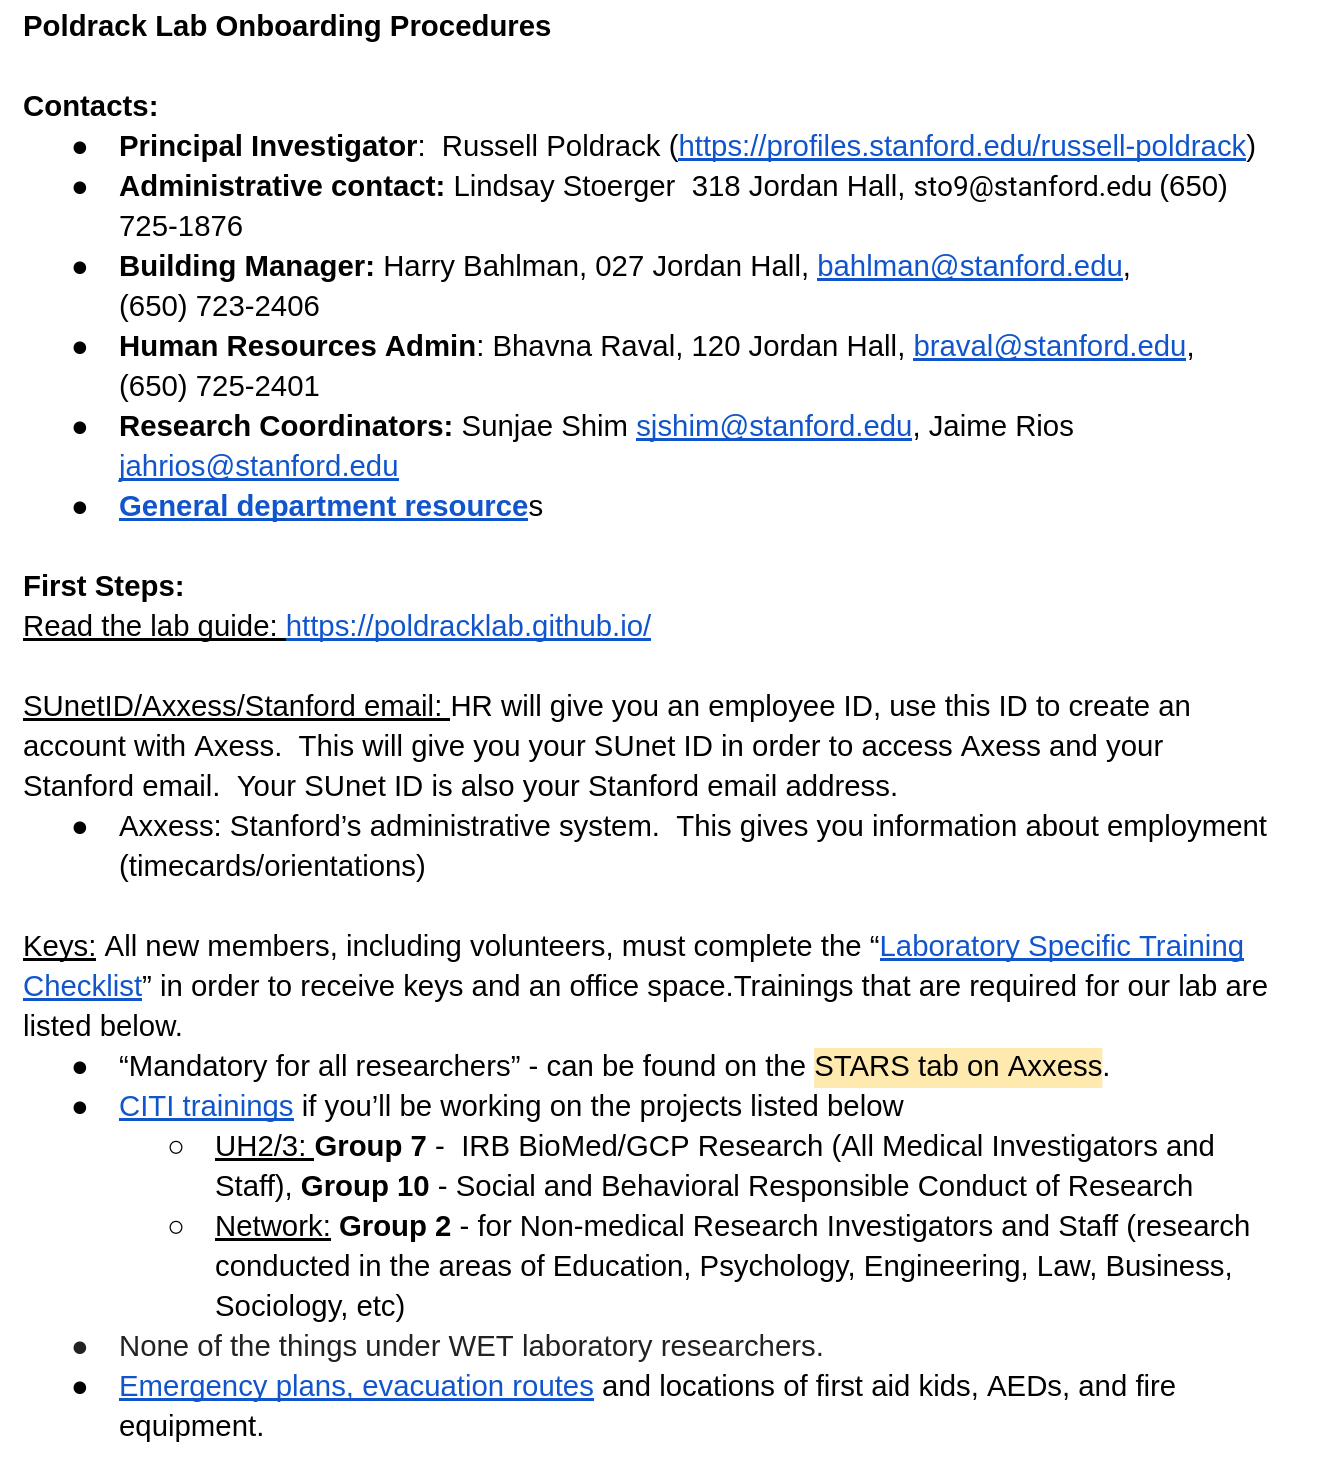 Poldrack Lab Onboarding Procedures
Contacts:
● Principal Investigator:  Russell Poldrack (https://profiles.stanford.edu/russell-poldrack)
● Administrative contact: Lindsay Stoerger  318 Jordan Hall, sto9@stanford.edu (650)
725-1876
● Building Manager: Harry Bahlman, 027 Jordan Hall, bahlman@stanford.edu,
(650) 723-2406
● Human Resources Admin: Bhavna Raval, 120 Jordan Hall, braval@stanford.edu,
(650) 725-2401
● Research Coordinators: Sunjae Shim sjshim@stanford.edu, Jaime Rios
jahrios@stanford.edu
● General department resources
First Steps:
Read the lab guide: https://poldracklab.github.io/
SUnetID/Axxess/Stanford email: HR will give you an employee ID, use this ID to create an
account with Axess.  This will give you your SUnet ID in order to access Axess and your
Stanford email.  Your SUnet ID is also your Stanford email address.
● Axxess: Stanford’s administrative system.  This gives you information about employment
(timecards/orientations)
Keys: All new members, including volunteers, must complete the “Laboratory Specific Training
Checklist” in order to receive keys and an office space.Trainings that are required for our lab are
listed below.
● “Mandatory for all researchers” - can be found on the STARS tab on Axxess.
● CITI trainings if you’ll be working on the projects listed below
○ UH2/3: Group 7 -  IRB BioMed/GCP Research (All Medical Investigators and
Staff), Group 10 - Social and Behavioral Responsible Conduct of Research
○ Network: Group 2 - for Non-medical Research Investigators and Staff (research
conducted in the areas of Education, Psychology, Engineering, Law, Business,
Sociology, etc)
● None of the things under WET laboratory researchers.
● Emergency plans, evacuation routes and locations of first aid kids, AEDs, and fire
equipment.